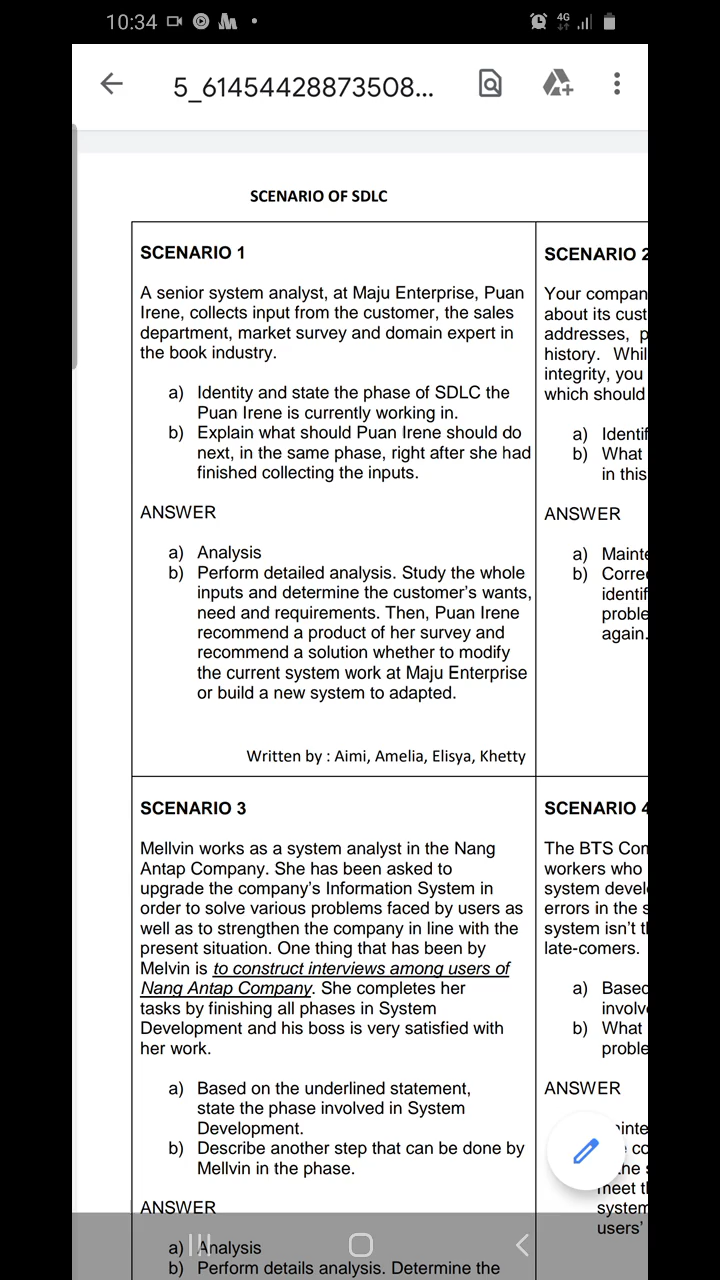 10:34
4G
5_61454428873508...
SCENARIO OF SDLC
SCENARIO 1
A senior system analyst, at Maju Enterprise, Puan
Irene, collects input from the customer, the sales
department, market survey and domain expert in
the book industry.
a) Identity and state the phase of SDLC the
Puan Irene is currently working in.
b) Explain what should Puan Irene should do
next, in the same phase, right after she had
finished collecting the inputs.
ANSWER
a) Analysis
b) Perform detailed analysis. Study the whole
inputs and determine the customer's wants,
need and requirements. Then, Puan Irene
recommend a product of her survey and
recommend a solution whether to modify
the current system work at Maju Enterprise
or build a new system to adapted.
Written by : Aimi, Amelia, Elisya, Khetty
SCENARIO 2
Your compan
about its cust
addresses, p
history. Whil
integrity, you
which should
a) Identif
b) What
in this
ANSWER
a) Mainte
b) Corre
identif
proble
again.
SCENARIO 3
Mellvin works as a system analyst in the Nang
Antap Company. She has been asked to
upgrade the company's Information System in
order to solve various problems faced by users as
well as to strengthen the company in line with the
present situation. One thing that has been by
Melvin is to construct interviews among users of
Nang Antap Company. She completes her
tasks by finishing all phases in System
Development and his boss is very satisfied with
her work.
a) Based on the underlined statement,
state the phase involved in System
Development.
b) Describe another step that can be done by
Mellvin in the phase.
ANSWER
a) Analysis
b) Perform details analysis. Determine the
SCENARIO 4
The BTS Con
workers who
system devel
errors in the s
system isn't t
late-comers.
a) Based
involv
b) What
proble
ANSWER
inte
co
the s
meet t
system
users'